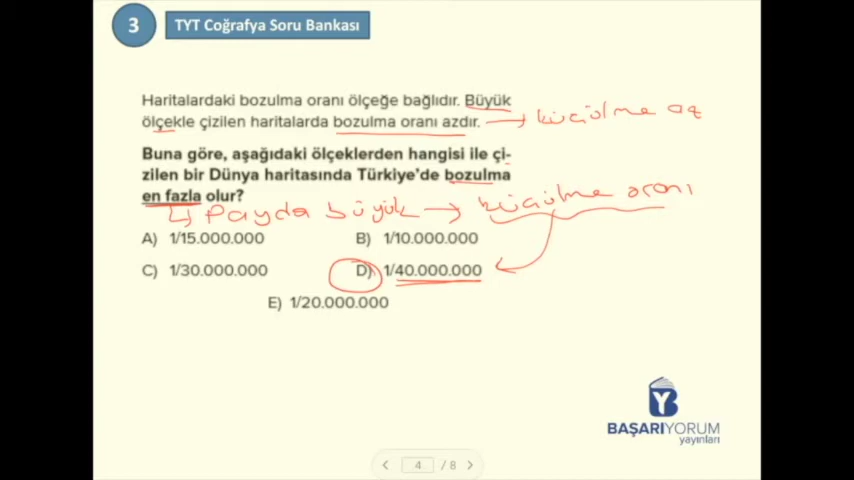 3 TYT Coğrafya Soru Bankası
Haritalardaki bozulma oranı ölçeğe bağlıdır. Büyük
ölçekle çizilen haritalarda bozulma oranı azdır. → küçülme az
Buna göre, aşağıdaki ölçeklerden hangisi ile çi-
zilen bir Dünya haritasında Türkiye'de bozulma
en fazla olur?
↳ Payda büyük → küçülme oranı
A) 1/15.000.000 B) 1/10.000.000
C) 1/30.000.000 D) 1/40.000.000
E) 1/20.000.000
BAŞARIYORUM
yayınları
4 / 8